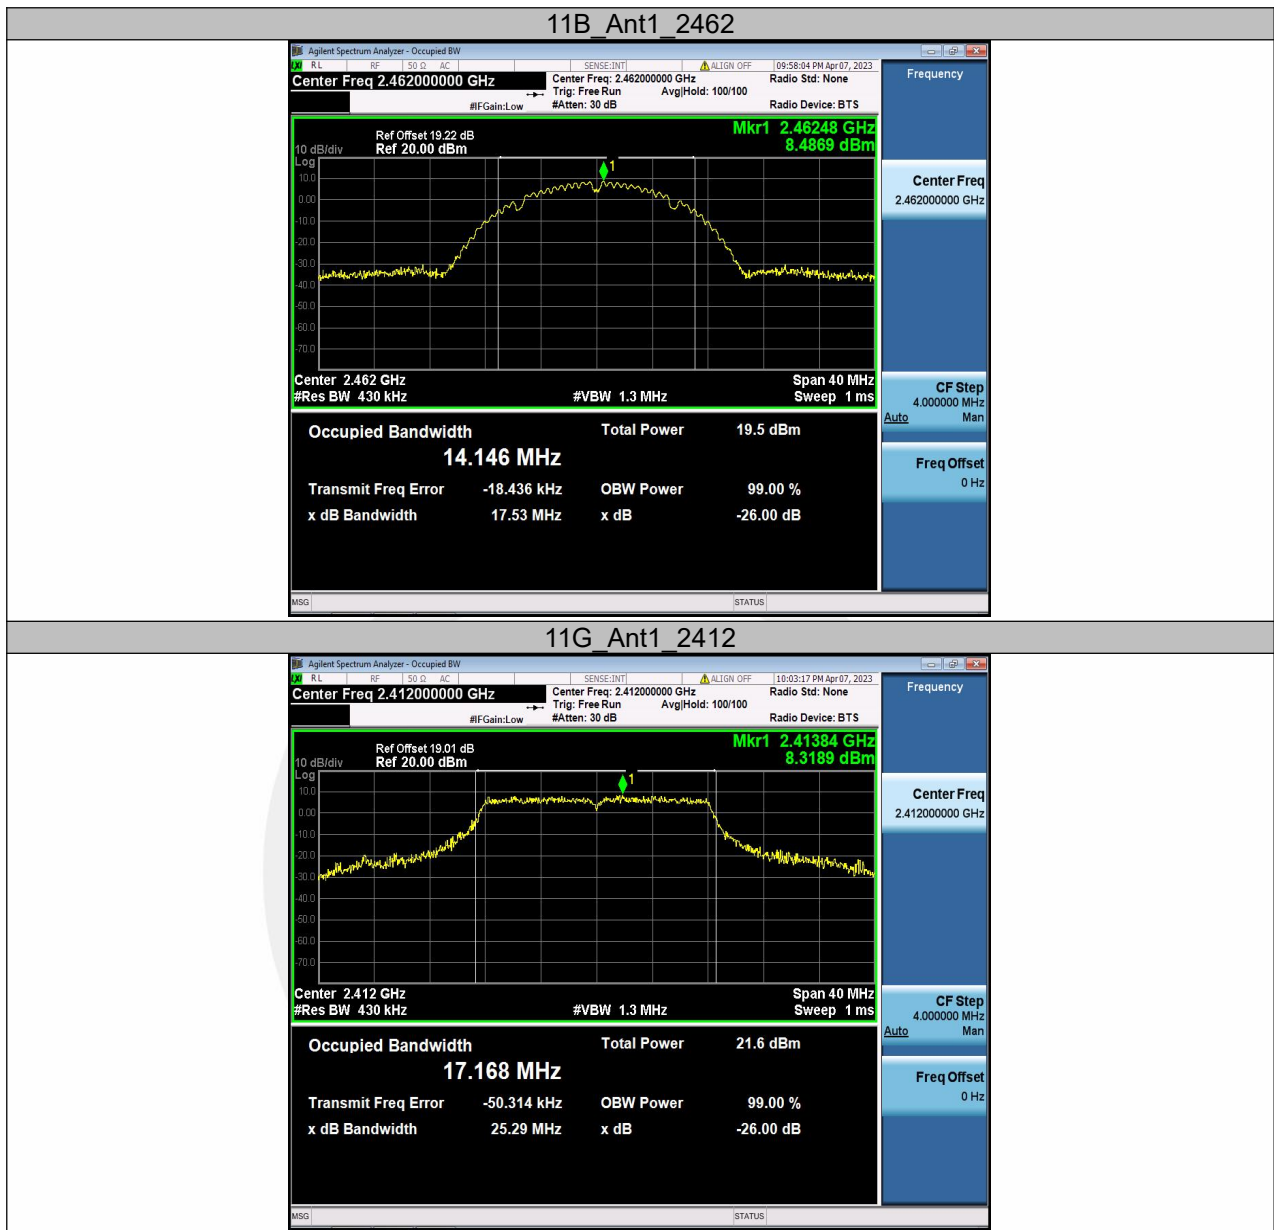 11B_Ant1_2462
Agilent Spectrum Analyzer - Occupied BW
LXI RL RF 50 Ω AC SENSE:INT ALIGN OFF 09:58:04 PM Apr 07, 2023
Center Freq 2.462000000 GHz
Center Freq: 2.462000000 GHz Radio Std: None
Trig: Free Run Avg|Hold: 100/100
#IFGain:Low #Atten: 30 dB Radio Device: BTS
Mkr1 2.46248 GHz
8.4869 dBm
Ref Offset 19.22 dB
10 dB/div Ref 20.00 dBm
Log
1
10.0
0.00
-10.0
-20.0
-30.0
-40.0
-50.0
-60.0
-70.0
Center 2.462 GHz Span 40 MHz
#Res BW 430 kHz #VBW 1.3 MHz Sweep 1 ms
Occupied Bandwidth Total Power 19.5 dBm
14.146 MHz
Transmit Freq Error -18.436 kHz OBW Power 99.00 %
x dB Bandwidth 17.53 MHz x dB -26.00 dB
MSG STATUS
Frequency
Center Freq
2.462000000 GHz
CF Step
4.000000 MHz
Auto Man
Freq Offset
0 Hz
11G_Ant1_2412
Agilent Spectrum Analyzer - Occupied BW
LXI RL RF 50 Ω AC SENSE:INT ALIGN OFF 10:03:17 PM Apr 07, 2023
Center Freq 2.412000000 GHz
Center Freq: 2.412000000 GHz Radio Std: None
Trig: Free Run Avg|Hold: 100/100
#IFGain:Low #Atten: 30 dB Radio Device: BTS
Mkr1 2.41384 GHz
8.3189 dBm
Ref Offset 19.01 dB
10 dB/div Ref 20.00 dBm
Log
1
10.0
0.00
-10.0
-20.0
-30.0
-40.0
-50.0
-60.0
-70.0
Center 2.412 GHz Span 40 MHz
#Res BW 430 kHz #VBW 1.3 MHz Sweep 1 ms
Occupied Bandwidth Total Power 21.6 dBm
17.168 MHz
Transmit Freq Error -50.314 kHz OBW Power 99.00 %
x dB Bandwidth 25.29 MHz x dB -26.00 dB
MSG STATUS
Frequency
Center Freq
2.412000000 GHz
CF Step
4.000000 MHz
Auto Man
Freq Offset
0 Hz